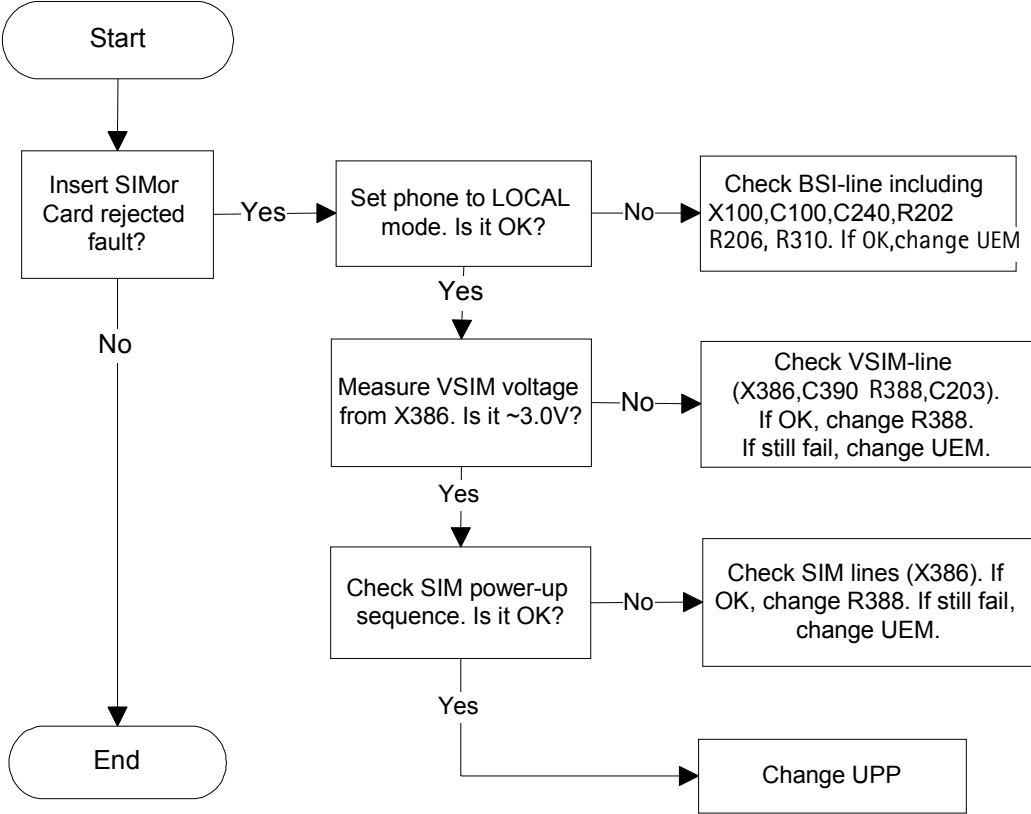 Start
Insert SIMor
Card rejected
fault?
Yes
Set phone to LOCAL
mode. Is it OK?
No
Check BSI-line including
X100,C100,C240,R202
R206, R310. If OK,change UEM
Yes
No
Measure VSIM voltage
from X386. Is it ~3.0V?
No
Check VSIM-line
(X386,C390 R388,C203).
If OK, change R388.
If still fail, change UEM.
Yes
Check SIM power-up
sequence. Is it OK?
No
Check SIM lines (X386). If
OK, change R388. If still fail,
change UEM.
Yes
End
Change UPP